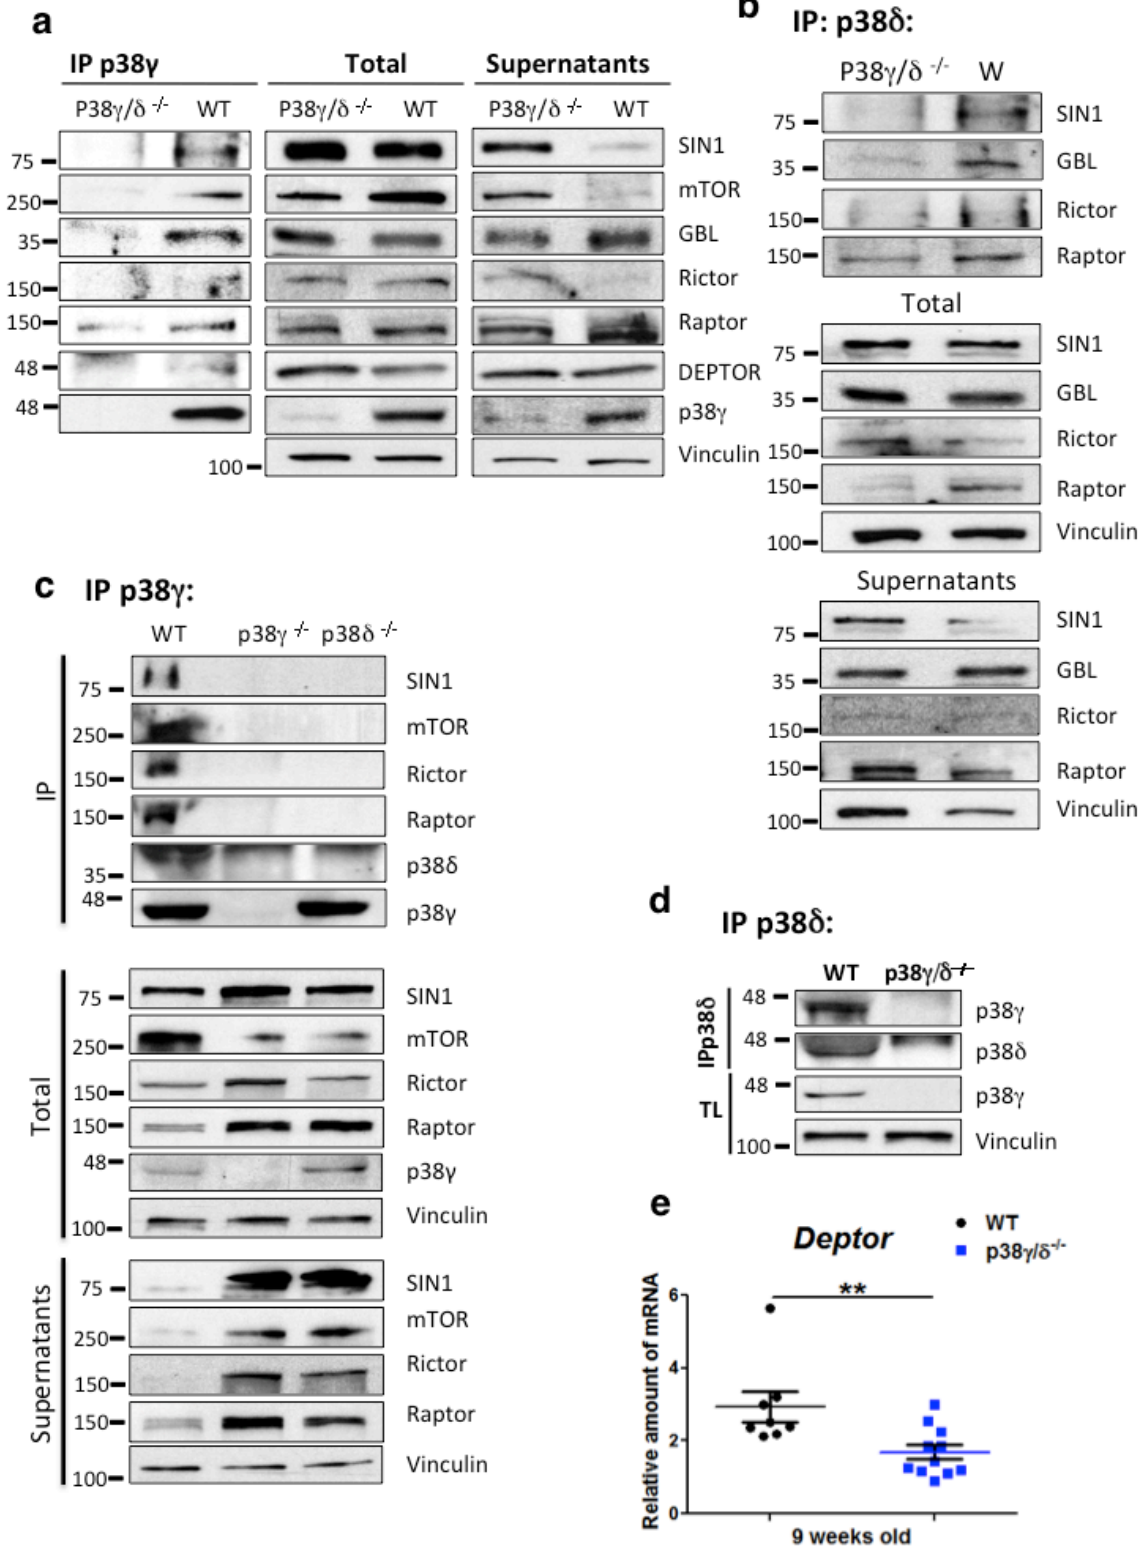 a
IP p38γ Total Supernatants
P38γ/δ -/- WT P38γ/δ -/- WT P38γ/δ -/- WT
75 SIN1
250 mTOR
35 GBL
150 Rictor
150 Raptor
48 DEPTOR
48 p38γ
100 Vinculin
b
IP: p38δ:
P38γ/δ -/- W
75 SIN1
35 GBL
150 Rictor
150 Raptor
Total
75 SIN1
35 GBL
150 Rictor
150 Raptor
100 Vinculin
Supernatants
75 SIN1
35 GBL
150 Rictor
150 Raptor
100 Vinculin
c IP p38γ:
WT p38γ -/- p38δ -/-
IP
75 SIN1
250 mTOR
150 Rictor
150 Raptor
35 p38δ
48 p38γ
Total
75 SIN1
250 mTOR
150 Rictor
150 Raptor
48 p38γ
100 Vinculin
Supernatants
75 SIN1
250 mTOR
150 Rictor
150 Raptor
100 Vinculin
d
IP p38δ:
WT p38γ/δ-/-
IPp38δ
48 p38γ
48 p38δ
TL
48 p38γ
100 Vinculin
e
Deptor
WT
p38γ/δ-/-
Relative amount of mRNA
6
4
2
0
**
9 weeks old